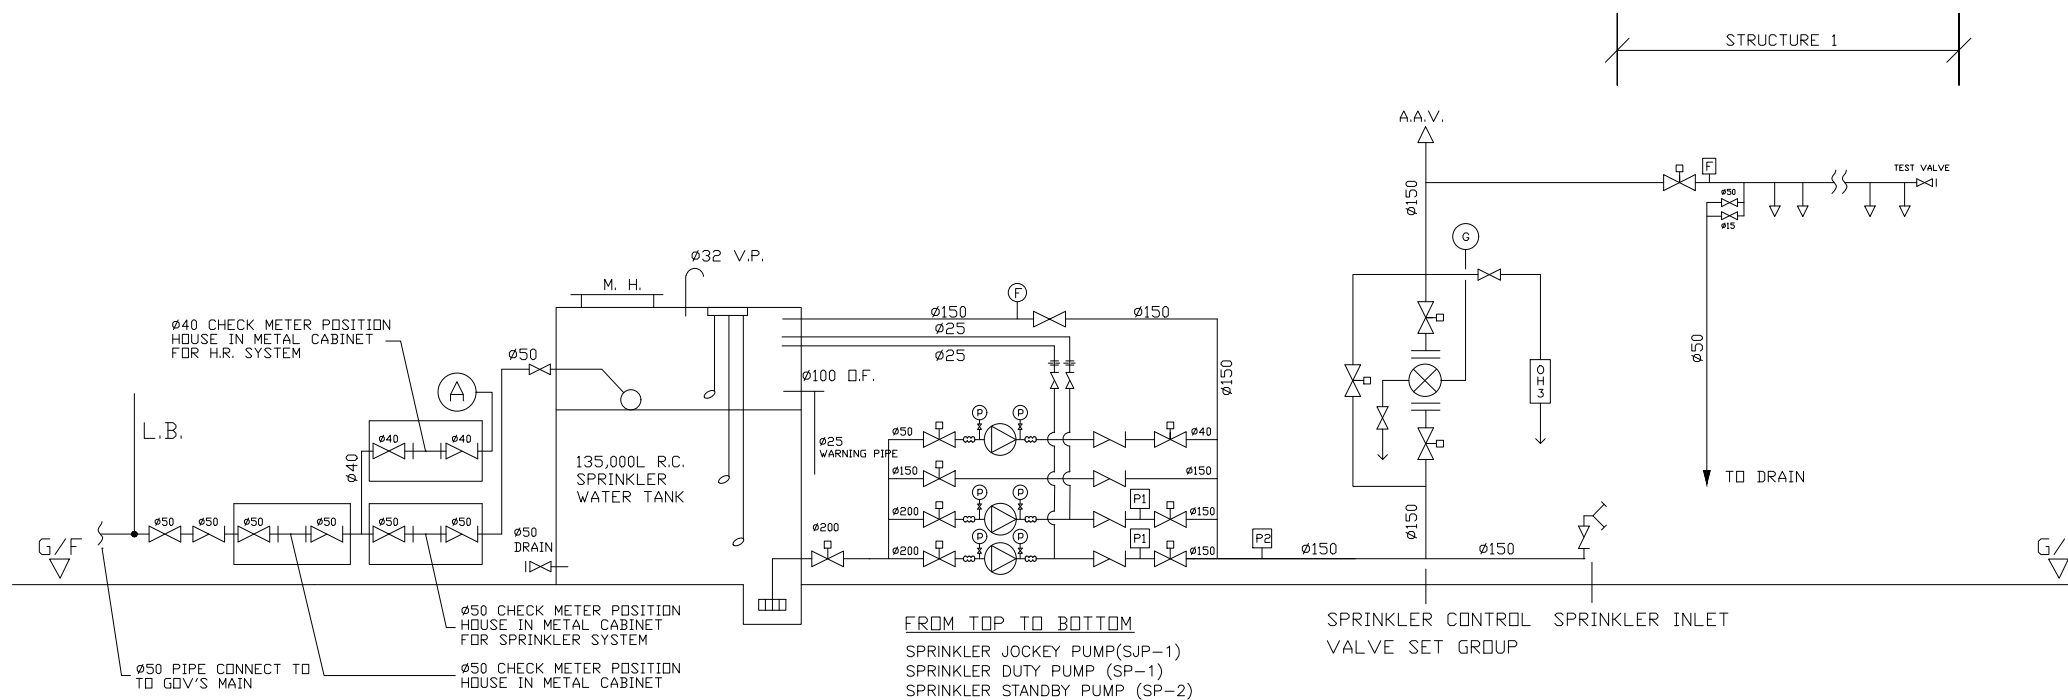 STRUCTURE 1
A.A.V.
TEST VALVE
F
Ø50
Ø15
Ø150
G
Ø32 V.P.
M. H.
F
Ø150
Ø150
Ø25
Ø25
Ø40 CHECK METER POSITION
HOUSE IN METAL CABINET
FOR H.R. SYSTEM
Ø50
Ø100 O.F.
Ø150
OH3
Ø50
A
L.B.
Ø40
Ø40
Ø40
135,000L R.C.
SPRINKLER
WATER TANK
Ø25
WARNING PIPE
P
P
Ø50
Ø40
Ø150
Ø150
P
P
P1
Ø200
Ø150
P
P
P1
Ø200
Ø150
Ø200
P2
Ø150
Ø150
Ø150
TO DRAIN
Ø50
Ø50
Ø50
Ø50
Ø50
Ø50
Ø50
DRAIN
G/F
G/
Ø50 CHECK METER POSITION
HOUSE IN METAL CABINET
FOR SPRINKLER SYSTEM
Ø50 PIPE CONNECT TO
TO GOV'S MAIN
Ø50 CHECK METER POSITION
HOUSE IN METAL CABINET
FROM TOP TO BOTTOM
SPRINKLER JOCKEY PUMP(SJP-1)
SPRINKLER DUTY PUMP (SP-1)
SPRINKLER STANDBY PUMP (SP-2)
SPRINKLER CONTROL
VALVE SET GROUP
SPRINKLER INLET